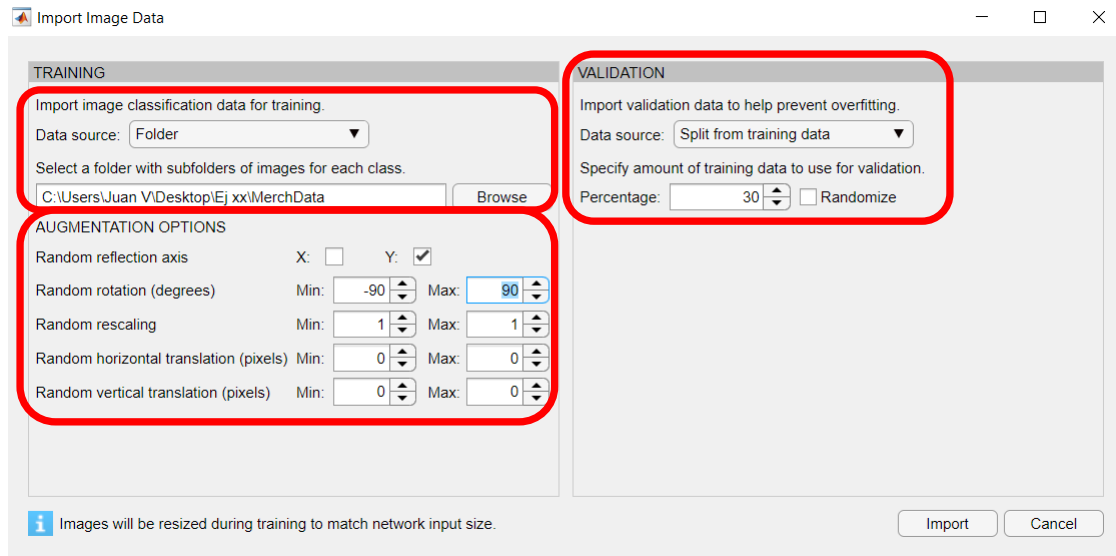 Import Image Data
TRAINING
Import image classification data for training.
Data source: Folder
Select a folder with subfolders of images for each class.
C:\Users\Juan V\Desktop\Ej xx\MerchData Browse
AUGMENTATION OPTIONS
Random reflection axis X: Y:
Random rotation (degrees) Min: -90 Max: 90
Random rescaling Min: 1 Max: 1
Random horizontal translation (pixels) Min: 0 Max: 0
Random vertical translation (pixels) Min: 0 Max: 0
VALIDATION
Import validation data to help prevent overfitting.
Data source: Split from training data
Specify amount of training data to use for validation.
Percentage: 30 Randomize
Images will be resized during training to match network input size.
Import Cancel